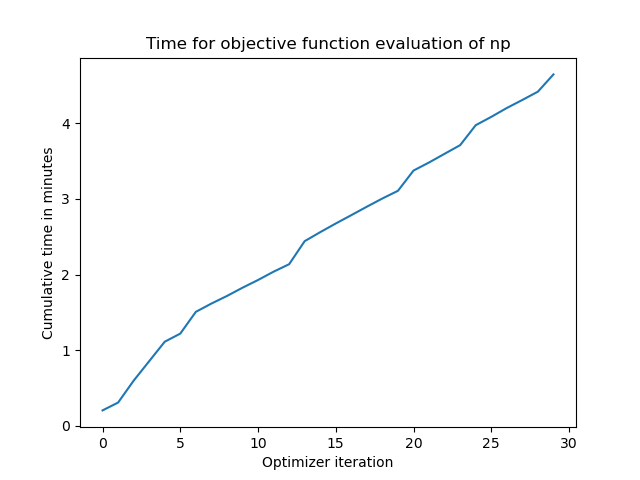 Time for objective function evaluation of np
Cumulative time in minutes
4
3
2
1
0
0 5 10 15 20 25 30
Optimizer iteration